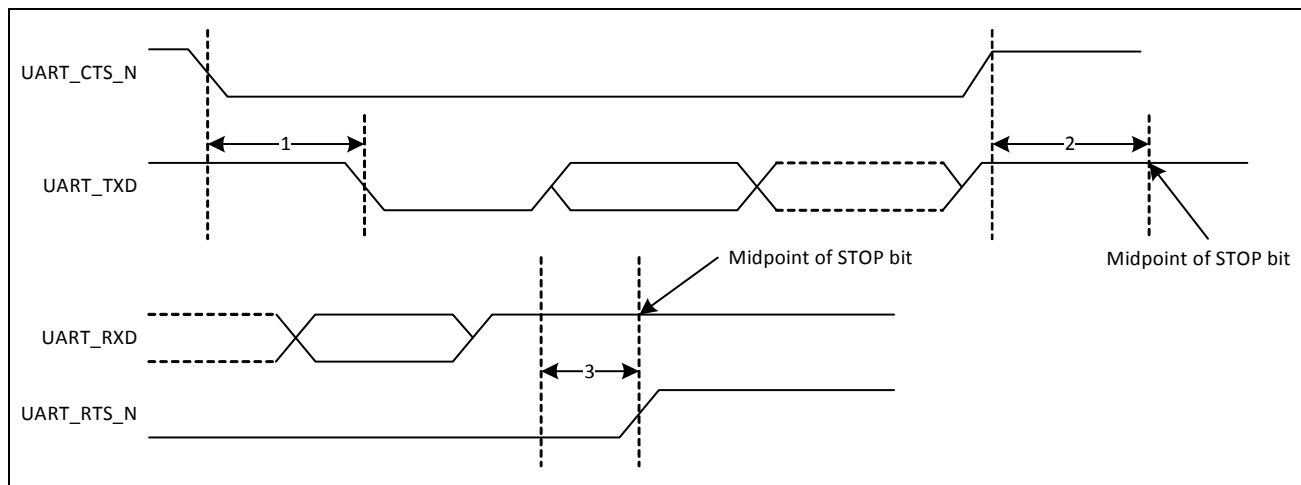 UART_CTS_N
1
2
UART_TXD
Midpoint of STOP bit
Midpoint of STOP bit
UART_RXD
3
UART_RTS_N